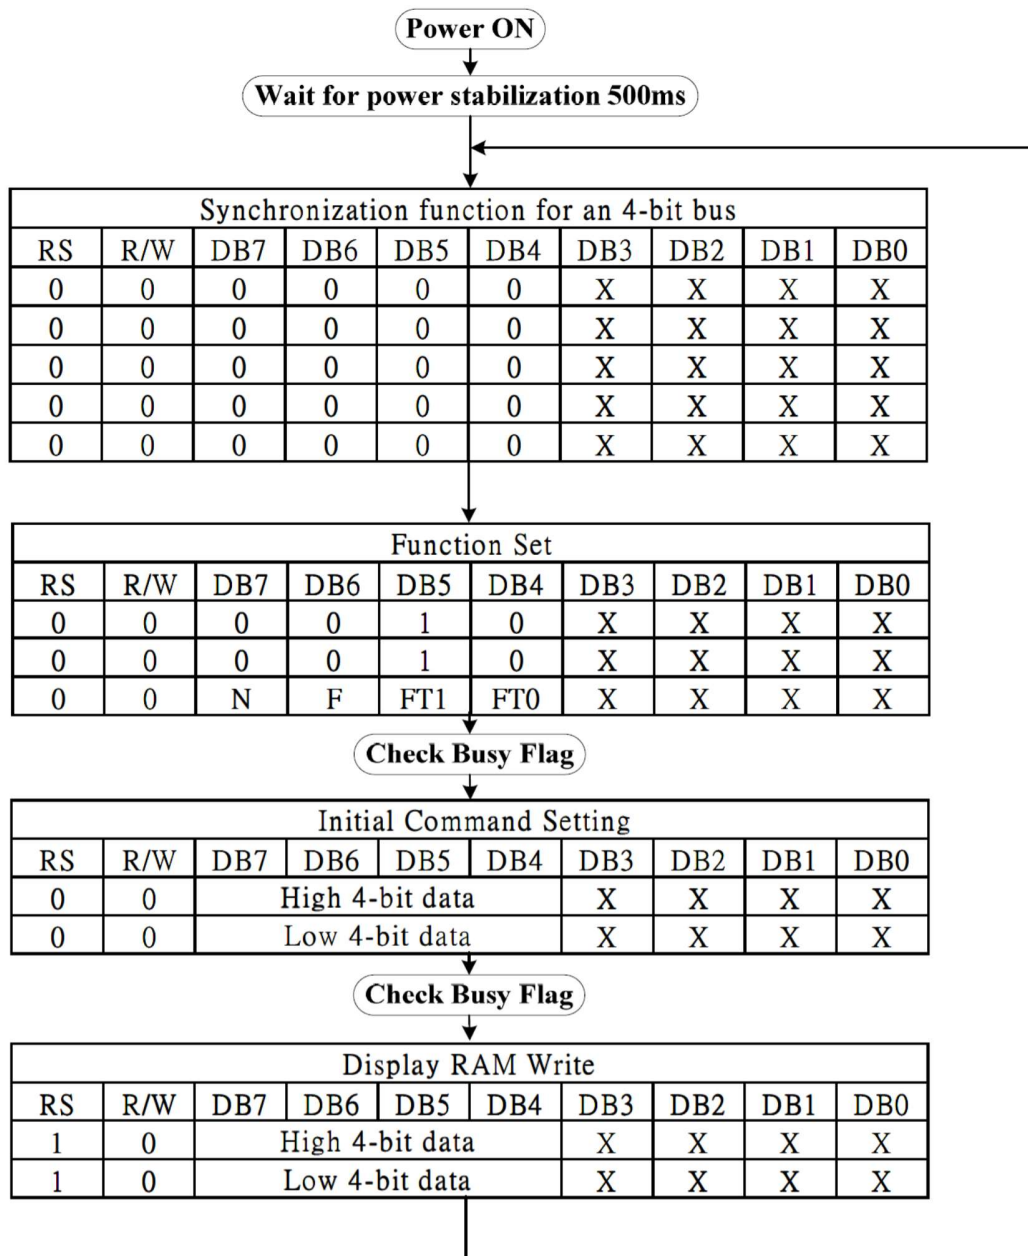 Power ON
Wait for power stabilization 500ms
Synchronization function for an 4-bit bus
RS R/W DB7 DB6 DB5 DB4 DB3 DB2 DB1 DB0
0 0 0 0 0 0 X X X X
0 0 0 0 0 0 X X X X
0 0 0 0 0 0 X X X X
0 0 0 0 0 0 X X X X
0 0 0 0 0 0 X X X X
Function Set
RS R/W DB7 DB6 DB5 DB4 DB3 DB2 DB1 DB0
0 0 0 0 1 0 X X X X
0 0 0 0 1 0 X X X X
0 0 N F FT1 FT0 X X X X
Check Busy Flag
Initial Command Setting
RS R/W DB7 DB6 DB5 DB4 DB3 DB2 DB1 DB0
0 0 High 4-bit data X X X X
0 0 Low 4-bit data X X X X
Check Busy Flag
Display RAM Write
RS R/W DB7 DB6 DB5 DB4 DB3 DB2 DB1 DB0
1 0 High 4-bit data X X X X
1 0 Low 4-bit data X X X X